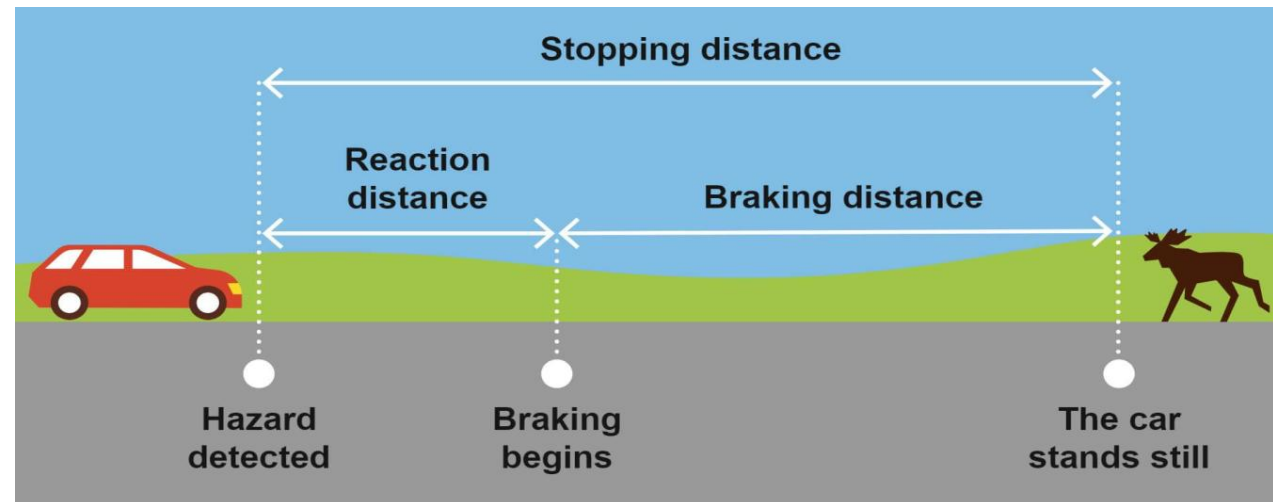 Stopping distance
Reaction
distance
Braking distance
Hazard
detected
Braking
begins
The car
stands still